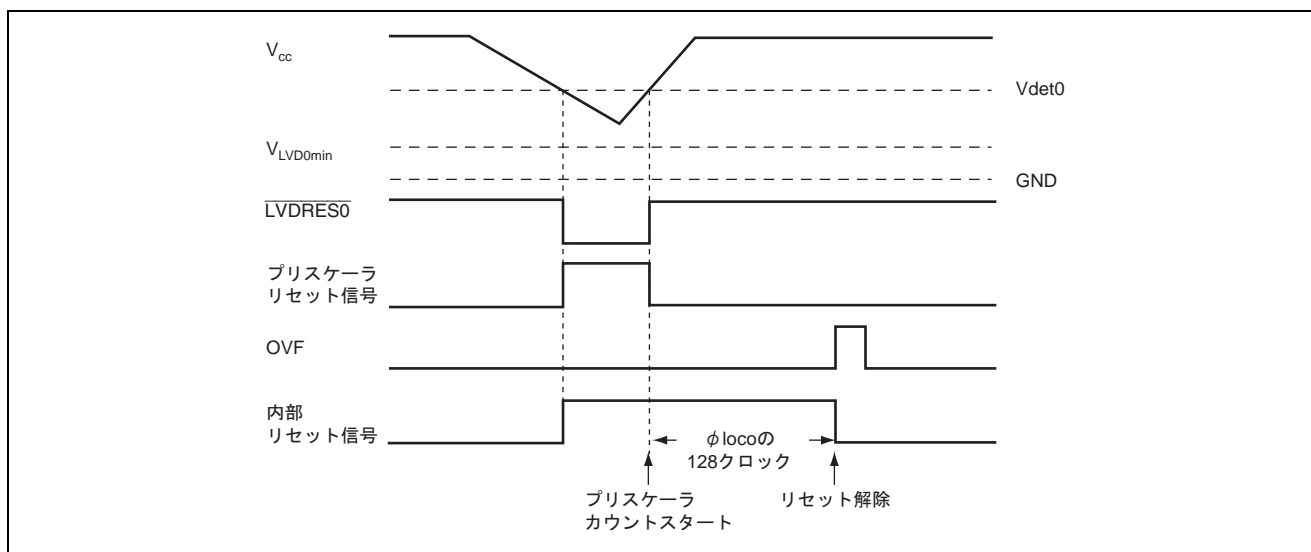 Vcc
Vdet0
VLVD0min
GND
LVDRES0
プリスケーラ
リセット信号
OVF
内部
リセット信号
φlocoの
128クロック
プリスケーラ
カウントスタート
リセット解除